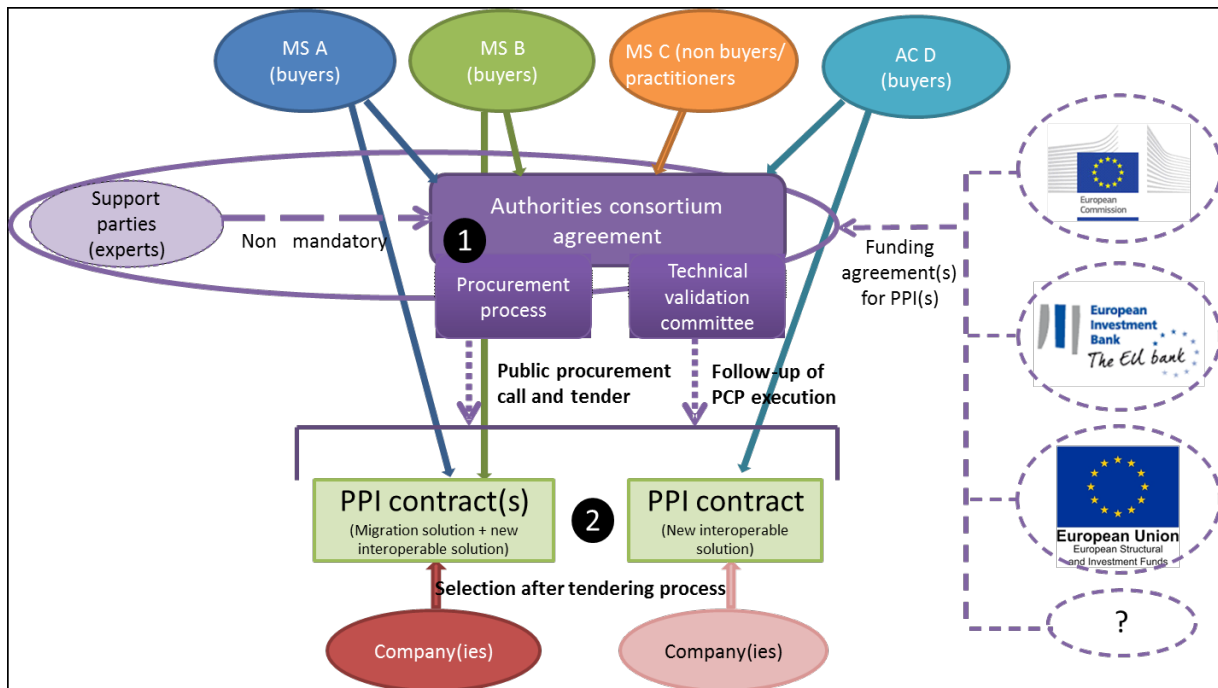 MS A
(buyers)
MS B
(buyers)
MS C (non buyers/
practitioners
AC D
(buyers)
European
Commission
Support
parties
(experts)
Non mandatory
Authorities consortium
agreement
1
Procurement
process
Technical
validation
committee
Funding
agreement(s)
for PPI(s)
European
Investment
Bank
The EU bank
Public procurement
call and tender
Follow-up of
PCP execution
PPI contract(s)
(Migration solution + new
interoperable solution)
2
PPI contract
(New interoperable
solution)
European Union
European Structural
and Investment Funds
Selection after tendering process
Company(ies)
Company(ies)
?